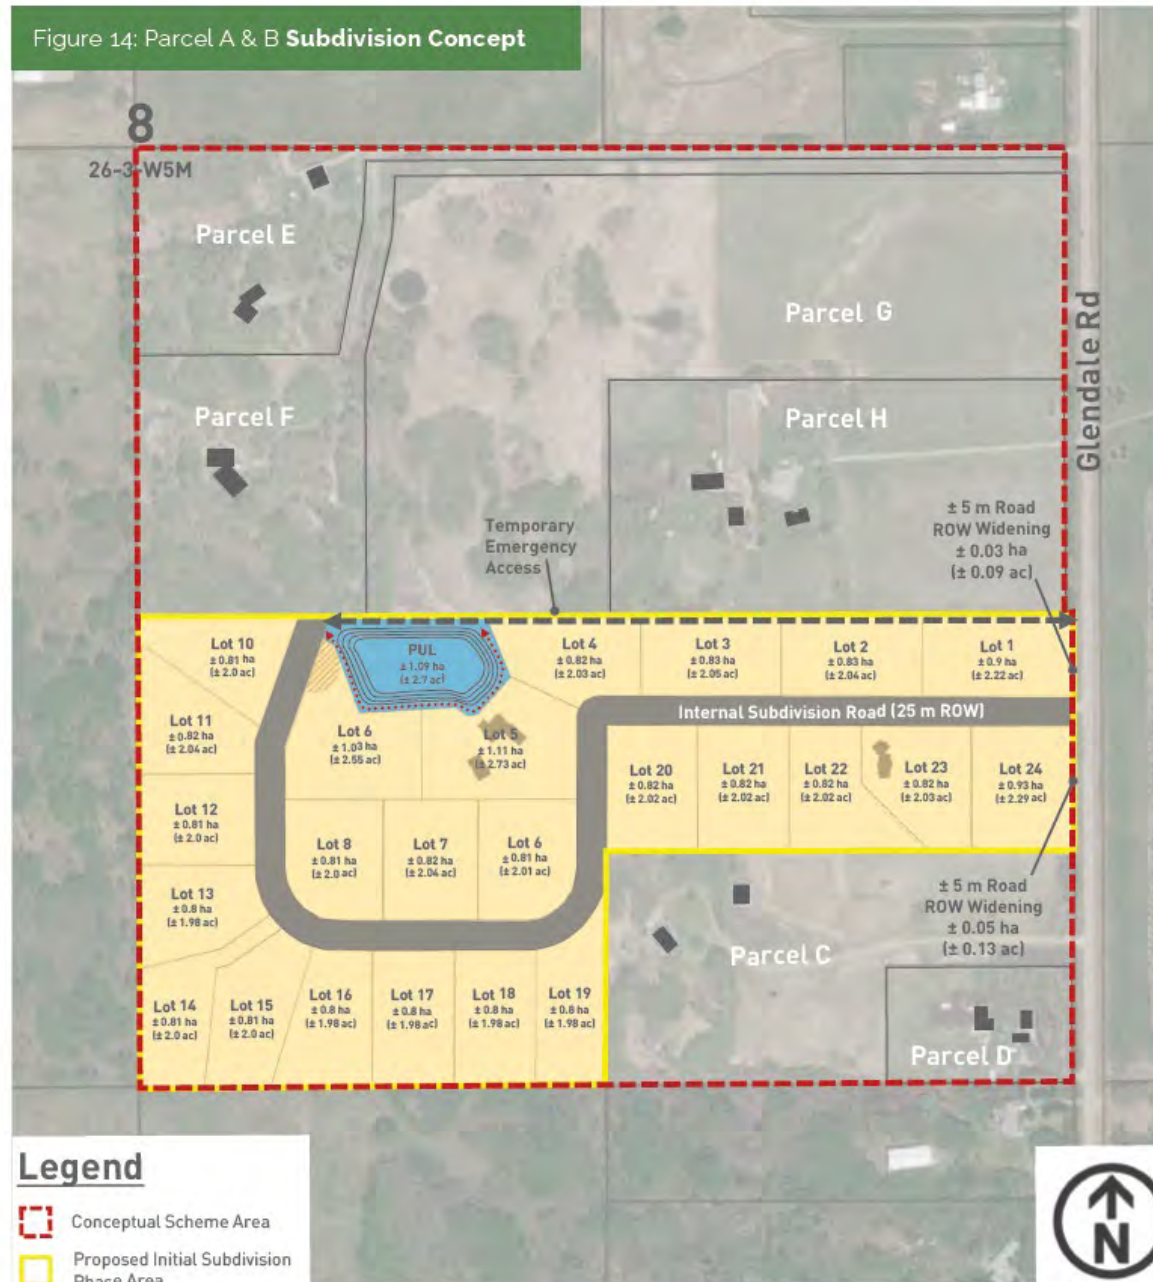 Figure 14: Parcel A & B Subdivision Concept
8
26-3-W5M
Parcel E
Parcel G
Glendale Rd
Parcel F
Parcel H
± 5 m Road
ROW Widening
± 0.03 ha
(± 0.09 ac)
Temporary
Emergency
Access
Lot 10
± 0.81 ha
(± 2.0 ac)
PUL
± 1.09 ha
(± 2.7 ac)
Lot 4
± 0.82 ha
(± 2.03 ac)
Lot 3
± 0.83 ha
(± 2.05 ac)
Lot 2
± 0.83 ha
(± 2.04 ac)
Lot 1
± 0.9 ha
(± 2.22 ac)
Internal Subdivision Road (25 m ROW)
Lot 11
± 0.82 ha
(± 2.04 ac)
Lot 6
± 1.03 ha
(± 2.55 ac)
Lot 5
± 1.11 ha
(± 2.73 ac)
Lot 20
± 0.82 ha
(± 2.02 ac)
Lot 21
± 0.82 ha
(± 2.02 ac)
Lot 22
± 0.82 ha
(± 2.02 ac)
Lot 23
± 0.82 ha
(± 2.03 ac)
Lot 24
± 0.93 ha
(± 2.29 ac)
Lot 12
± 0.81 ha
(± 2.0 ac)
Lot 8
± 0.81 ha
(± 2.0 ac)
Lot 7
± 0.82 ha
(± 2.04 ac)
Lot 6
± 0.81 ha
(± 2.01 ac)
Lot 13
± 0.8 ha
(± 1.98 ac)
± 5 m Road
ROW Widening
± 0.05 ha
(± 0.13 ac)
Parcel C
Lot 14
± 0.81 ha
(± 2.0 ac)
Lot 15
± 0.81 ha
(± 2.0 ac)
Lot 16
± 0.8 ha
(± 1.98 ac)
Lot 17
± 0.8 ha
(± 1.98 ac)
Lot 18
± 0.8 ha
(± 1.98 ac)
Lot 19
± 0.8 ha
(± 1.98 ac)
Parcel D
Legend
Conceptual Scheme Area
Proposed Initial Subdivision
Phase Area
N